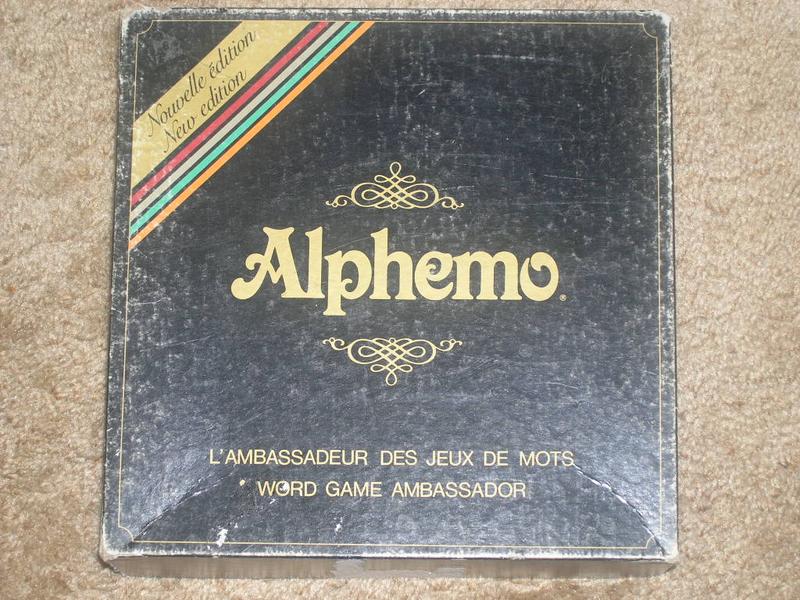 Nouvelle édition
New edition
Alphemo®
L'AMBASSADEUR DES JEUX DE MOTS
WORD GAME AMBASSADOR